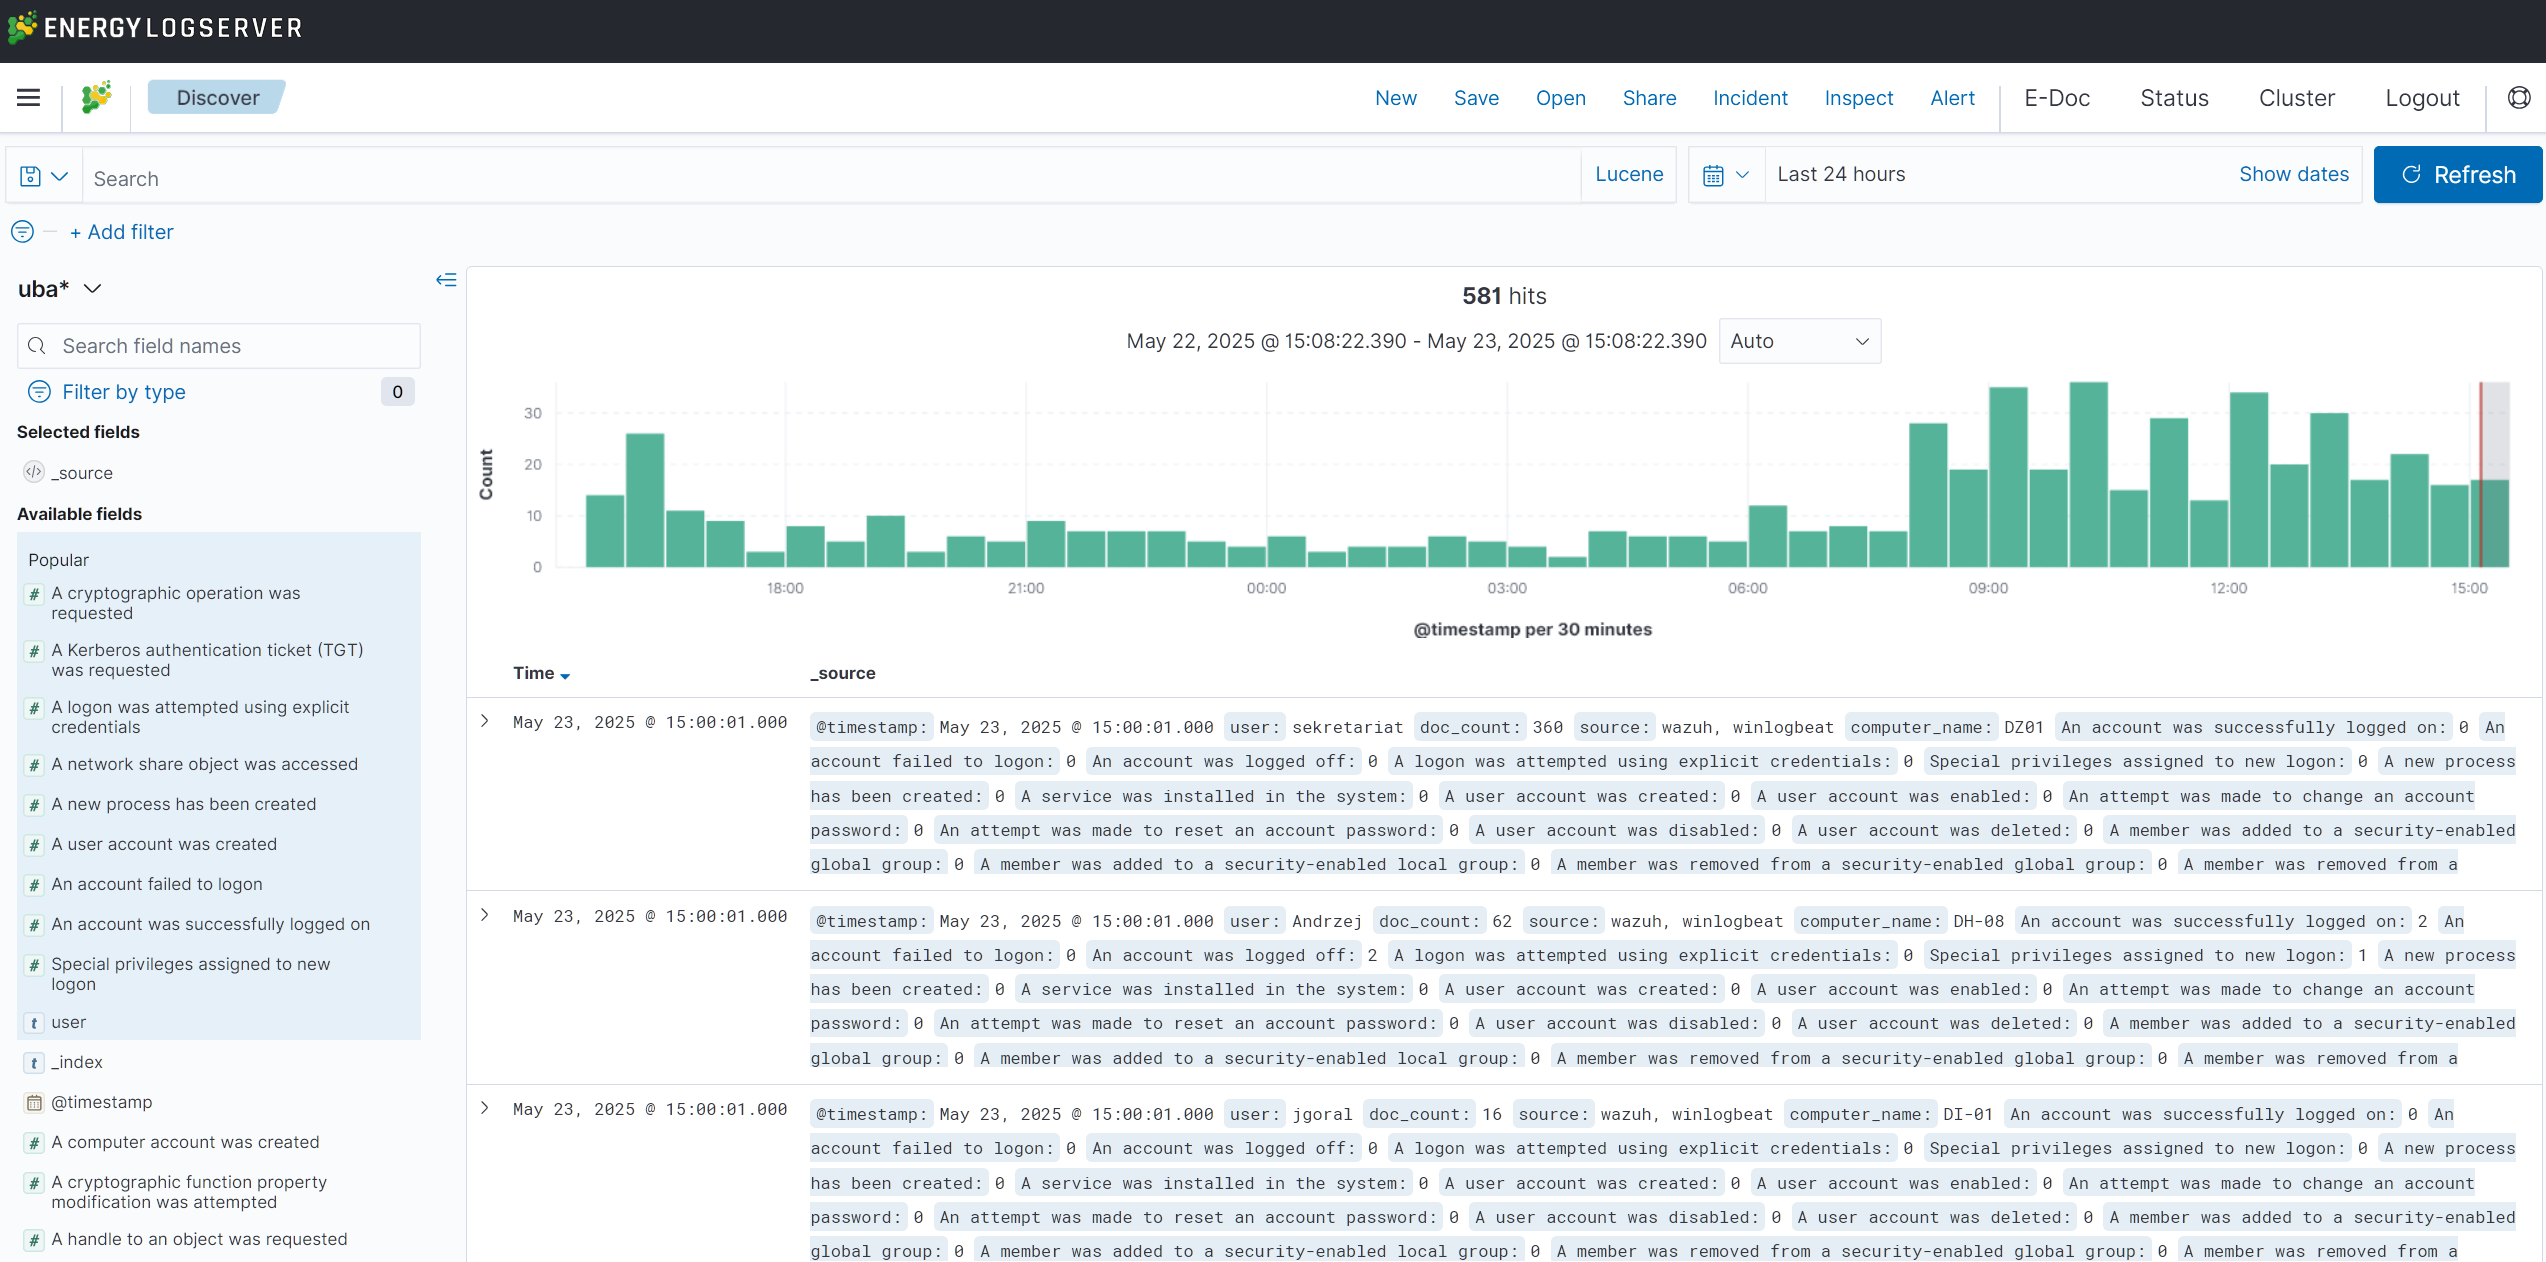 ENERGYLOGSERVER
Discover
New Save Open Share Incident Inspect Alert E-Doc Status Cluster Logout
Search Lucene Last 24 hours Show dates Refresh
+ Add filter
uba*
Search field names
Filter by type 0
Selected fields
_source
Available fields
Popular
# A cryptographic operation was
requested
# A Kerberos authentication ticket (TGT)
was requested
# A logon was attempted using explicit
credentials
# A network share object was accessed
# A new process has been created
# A user account was created
# An account failed to logon
# An account was successfully logged on
# Special privileges assigned to new
logon
t user
t _index
@timestamp
# A computer account was created
# A cryptographic function property
modification was attempted
# A handle to an object was requested
581 hits
May 22, 2025 @ 15:08:22.390 - May 23, 2025 @ 15:08:22.390 Auto
Count
30
20
10
0
18:00 21:00 00:00 03:00 06:00 09:00 12:00 15:00
@timestamp per 30 minutes
Time _source
May 23, 2025 @ 15:00:01.000 @timestamp: May 23, 2025 @ 15:00:01.000 user: sekretariat doc_count: 360 source: wazuh, winlogbeat computer_name: DZ01 An account was successfully logged on: 0 An
account failed to logon: 0 An account was logged off: 0 A logon was attempted using explicit credentials: 0 Special privileges assigned to new logon: 0 A new process
has been created: 0 A service was installed in the system: 0 A user account was created: 0 A user account was enabled: 0 An attempt was made to change an account
password: 0 An attempt was made to reset an account password: 0 A user account was disabled: 0 A user account was deleted: 0 A member was added to a security-enabled
global group: 0 A member was added to a security-enabled local group: 0 A member was removed from a security-enabled global group: 0 A member was removed from a
May 23, 2025 @ 15:00:01.000 @timestamp: May 23, 2025 @ 15:00:01.000 user: Andrzej doc_count: 62 source: wazuh, winlogbeat computer_name: DH-08 An account was successfully logged on: 2 An
account failed to logon: 0 An account was logged off: 2 A logon was attempted using explicit credentials: 0 Special privileges assigned to new logon: 1 A new process
has been created: 0 A service was installed in the system: 0 A user account was created: 0 A user account was enabled: 0 An attempt was made to change an account
password: 0 An attempt was made to reset an account password: 0 A user account was disabled: 0 A user account was deleted: 0 A member was added to a security-enabled
global group: 0 A member was added to a security-enabled local group: 0 A member was removed from a security-enabled global group: 0 A member was removed from a
May 23, 2025 @ 15:00:01.000 @timestamp: May 23, 2025 @ 15:00:01.000 user: jgoral doc_count: 16 source: wazuh, winlogbeat computer_name: DI-01 An account was successfully logged on: 0 An
account failed to logon: 0 An account was logged off: 0 A logon was attempted using explicit credentials: 0 Special privileges assigned to new logon: 0 A new process
has been created: 0 A service was installed in the system: 0 A user account was created: 0 A user account was enabled: 0 An attempt was made to change an account
password: 0 An attempt was made to reset an account password: 0 A user account was disabled: 0 A user account was deleted: 0 A member was added to a security-enabled
global group: 0 A member was added to a security-enabled local group: 0 A member was removed from a security-enabled global group: 0 A member was removed from a